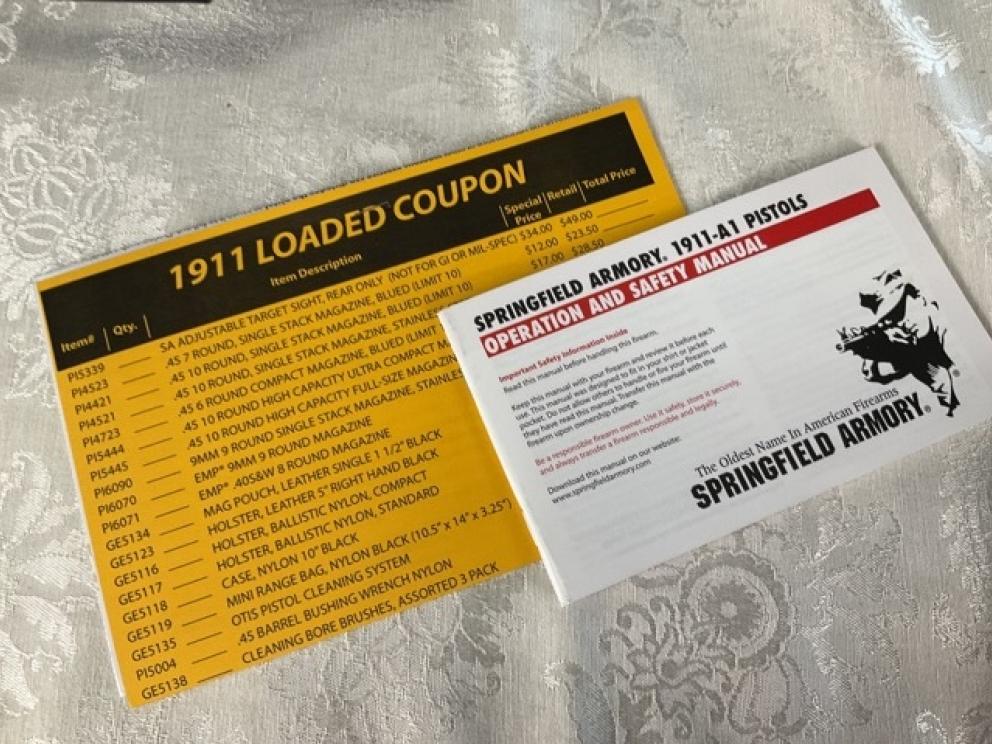 1911 LOADED COUPON
Item# Qty. Item Description Special Price Retail Total Price
PI5339 SA ADJUSTABLE TARGET SIGHT, REAR ONLY (NOT FOR GI OR MIL-SPEC) $34.00 $49.00
PI4523 .45 7 ROUND, SINGLE STACK MAGAZINE, BLUED (LIMIT 10) $12.00 $23.50
PI4421 .45 10 ROUND, SINGLE STACK MAGAZINE, BLUED (LIMIT 10) $17.00 $28.50
PI4521 .45 10 ROUND, SINGLE STACK MAGAZINE,
PI4723 .45 6 ROUND COMPACT MAGAZINE, BLUED (LIMIT
PI5444 .45 10 ROUND HIGH CAPACITY ULTRA COMPACT
PI5445 .45 10 ROUND HIGH CAPACITY FULL-SIZE
PI6090 9MM 9 ROUND SINGLE STACK MAGAZINE,
PI6070 EMP® 9MM 9 ROUND MAGAZINE
PI6071 EMP® .40S&W 8 ROUND MAGAZINE
GE5134 MAG POUCH, LEATHER SINGLE 1 1/2" BLACK
GE5123 HOLSTER, LEATHER 5" RIGHT HAND BLACK
GE5116 HOLSTER, BALLISTIC NYLON, COMPACT
GE5117 HOLSTER, BALLISTIC NYLON, STANDARD
GE5118 CASE, NYLON 10" BLACK
GE5119 MINI RANGE BAG, NYLON BLACK (10.5" x 14" x 3.25")
GE5135 OTIS PISTOL CLEANING SYSTEM
PI5004 .45 BARREL BUSHING WRENCH NYLON
GE5138 CLEANING BORE BRUSHES, ASSORTED 3 PACK
SPRINGFIELD ARMORY® 1911-A1 PISTOLS
OPERATION AND SAFETY MANUAL
Important Safety Information Inside
Read this manual before handling this firearm.
Keep this manual with your firearm and review it before each
use. This manual was designed to fit in your shirt or jacket
pocket. Do not allow others to handle or fire your firearm until
they have read this manual. Transfer this manual with the
firearm upon ownership change.
Be a responsible firearm owner. Use it safely, store it securely,
and always transfer a firearm responsibly and legally.
Download this manual on our website:
www.springfieldarmory.com
The Oldest Name In American Firearms
SPRINGFIELD ARMORY®